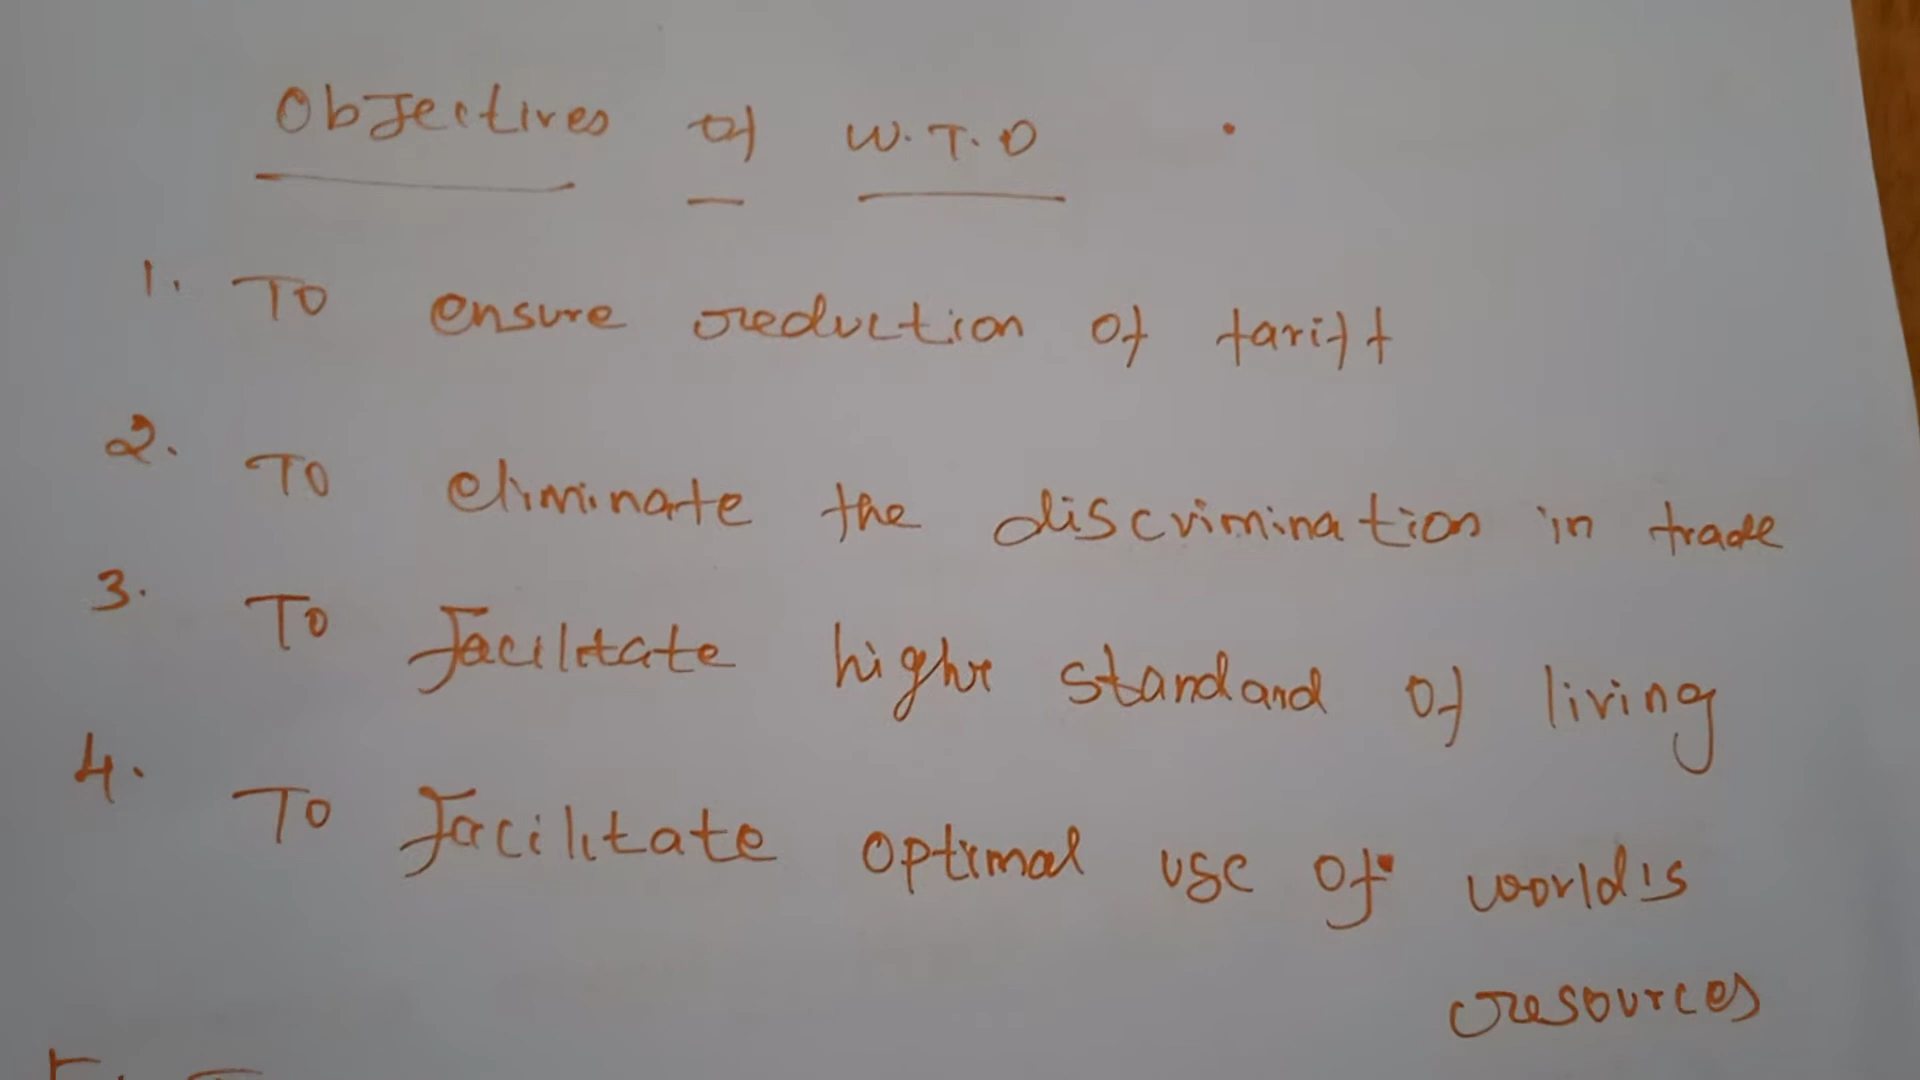 Objectives of W.T.O
1. To ensure reduction of tariff
2. To eliminate the discrimination in trade
3. To facilitate higher standard of living
4. To facilitate optimal use of world's
resources